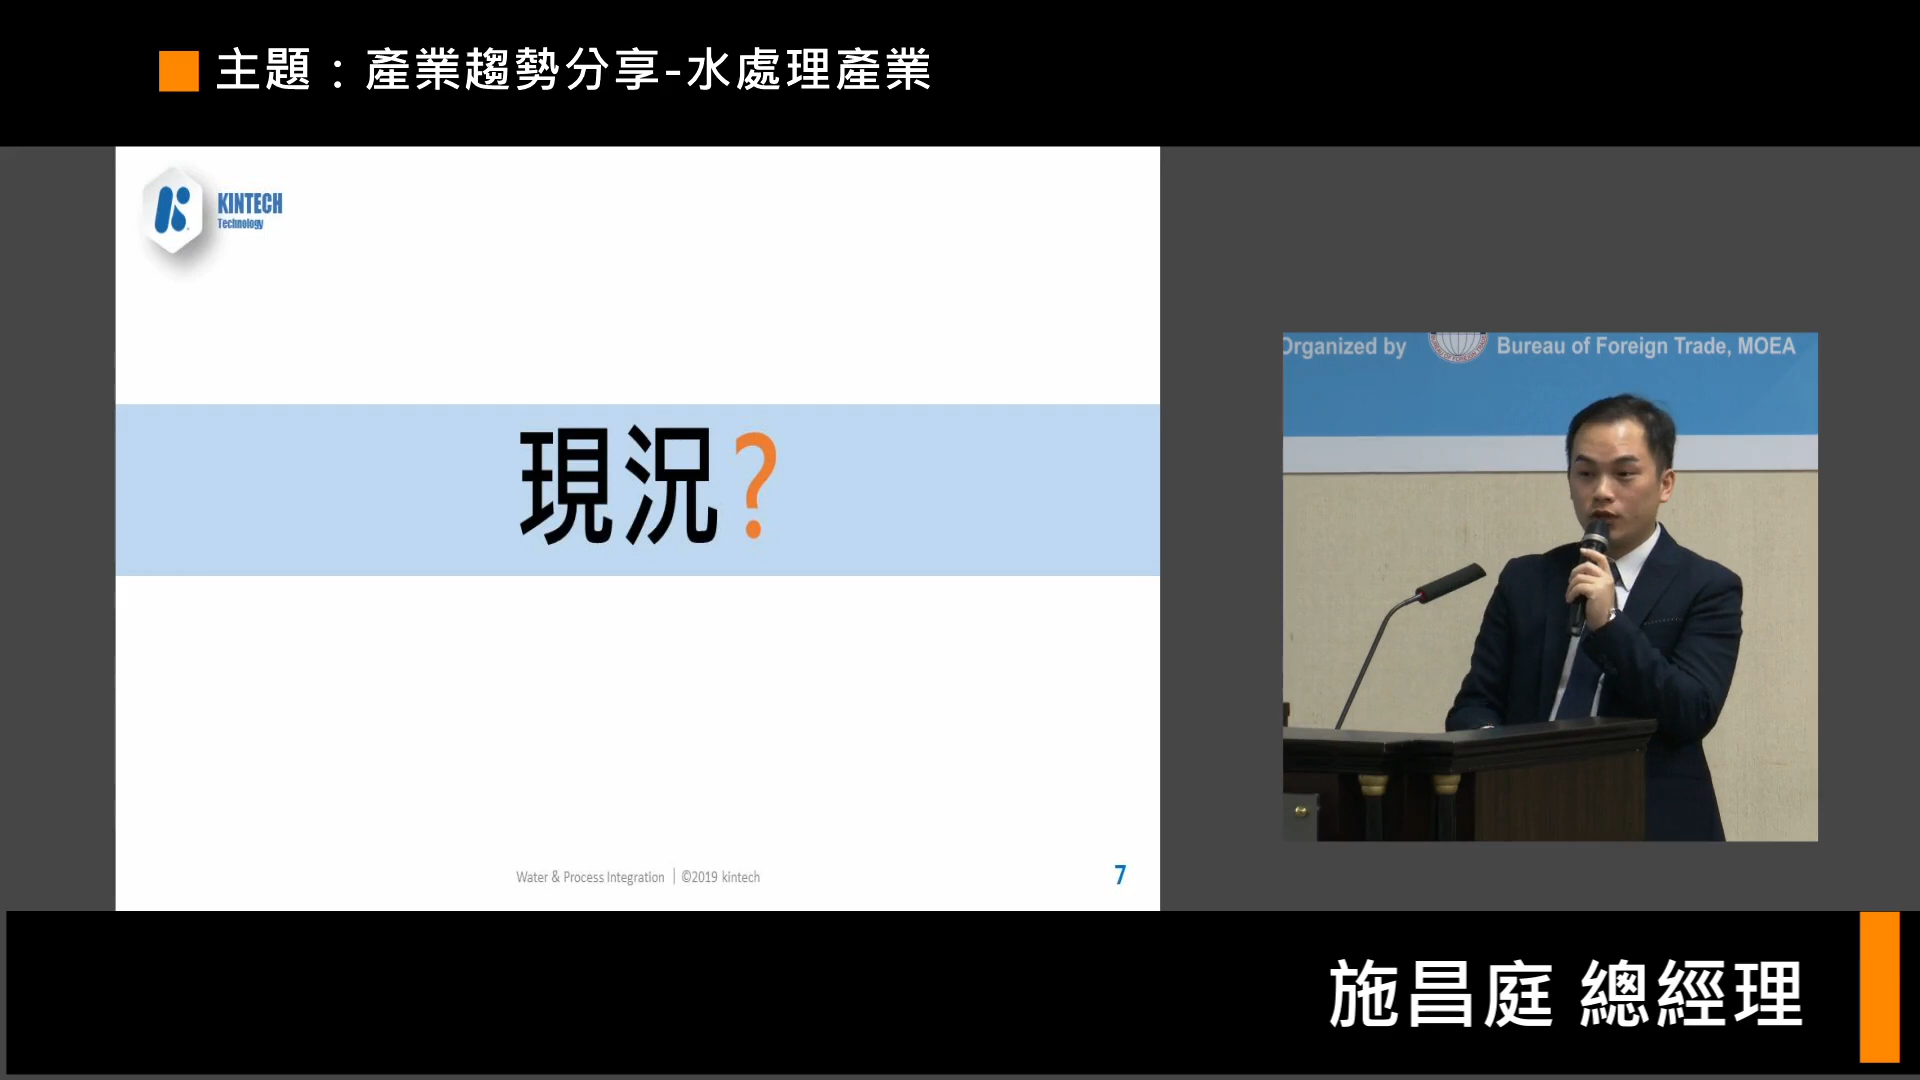 主題：產業趨勢分享-水處理產業
KINTECH
Technology
現況?
Organized by Bureau of Foreign Trade, MOEA
Water & Process Integration | ©2019 kintech
7
施昌庭 總經理